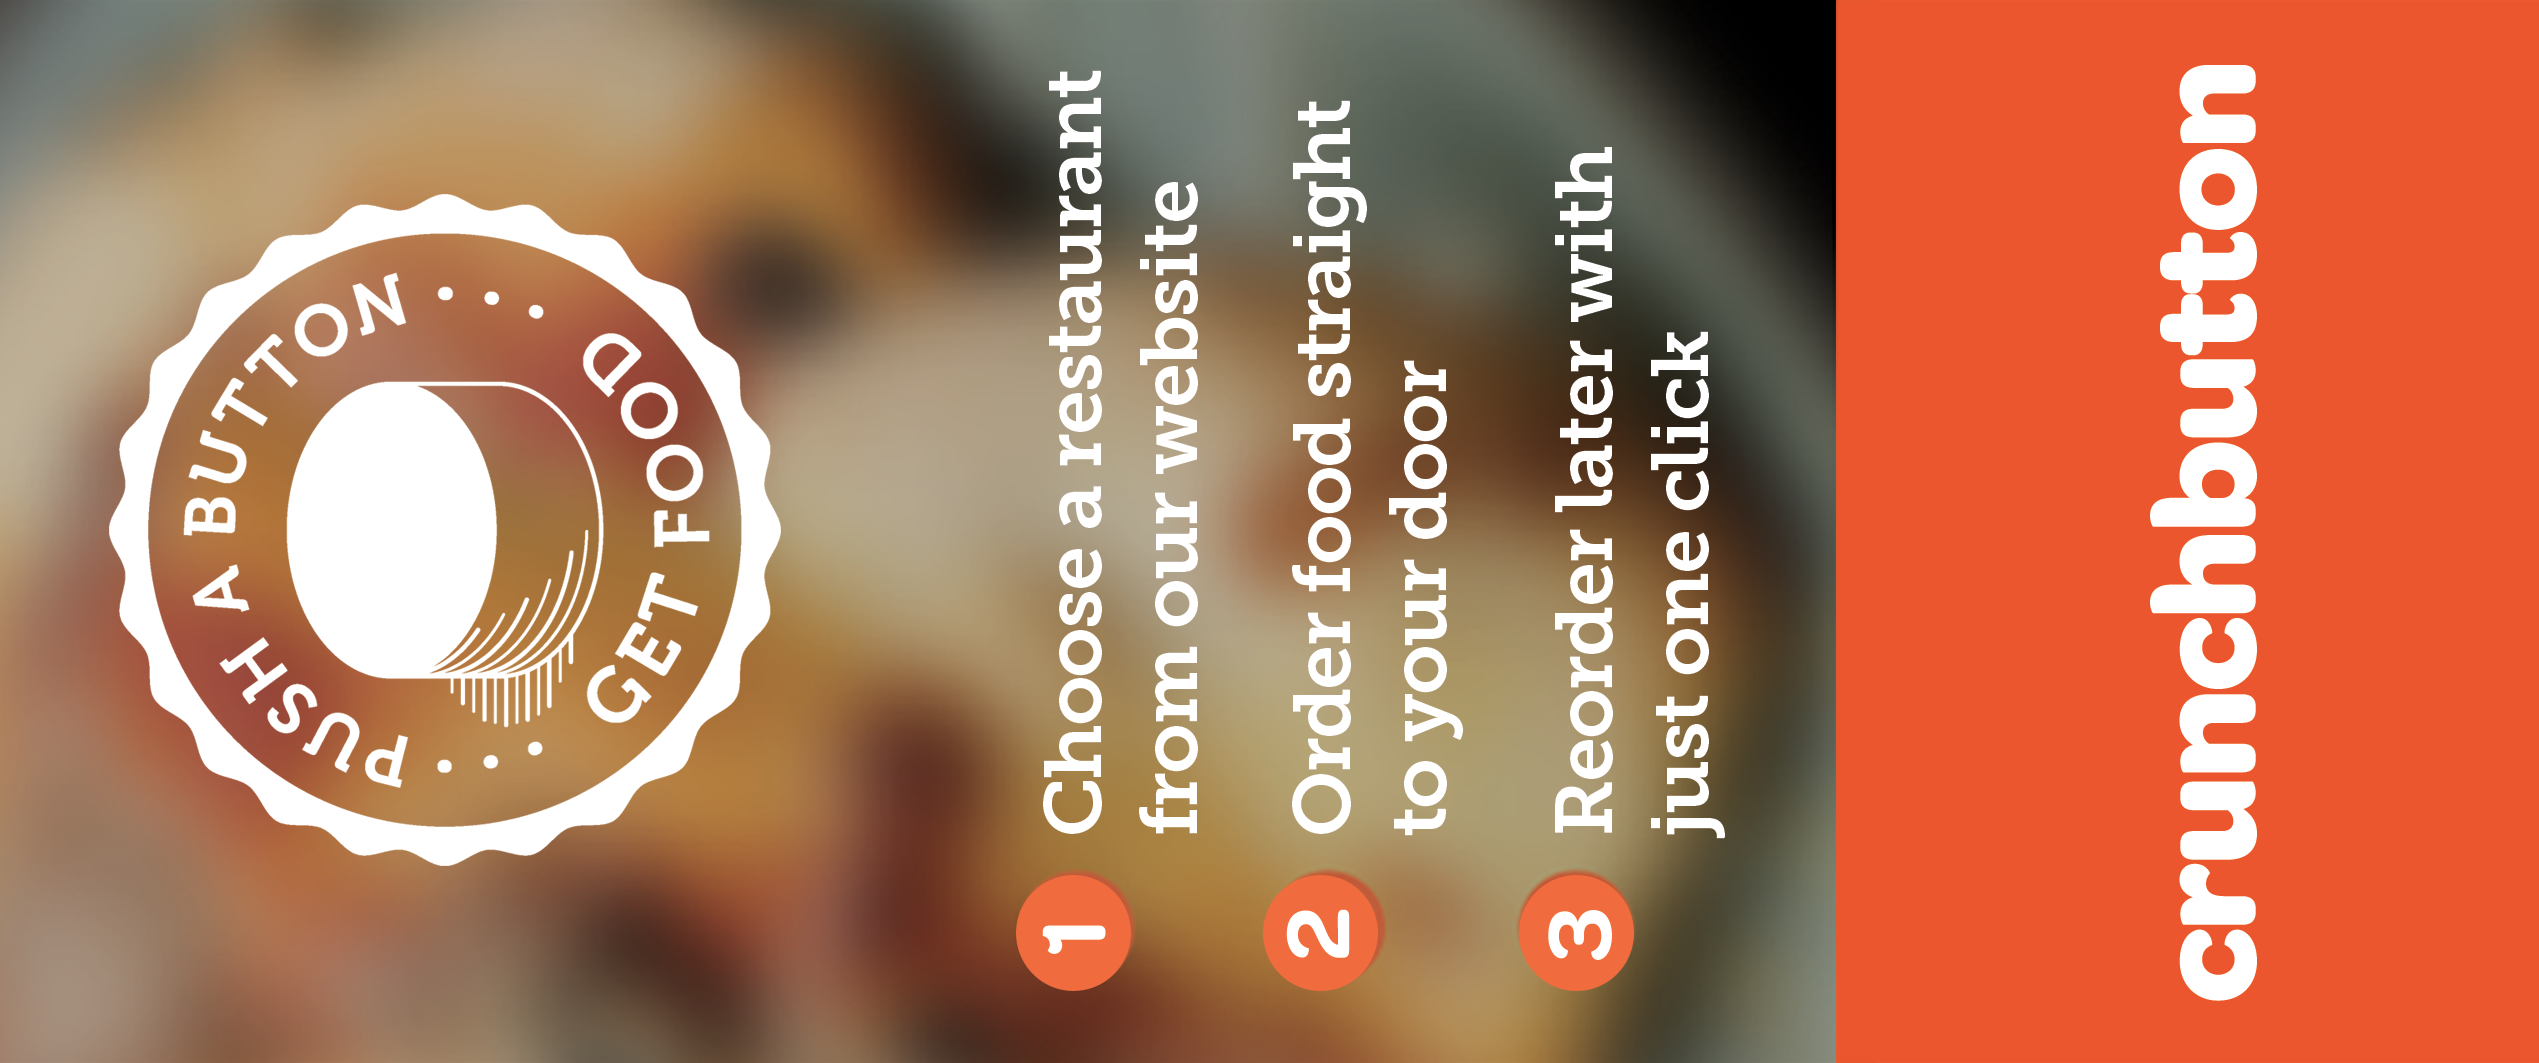 PUSH A BUTTON...
GET FOOD...
1 Choose a restaurant
from our website
2 Order food straight
to your door
3 Reorder later with
just one click
crunchbutton